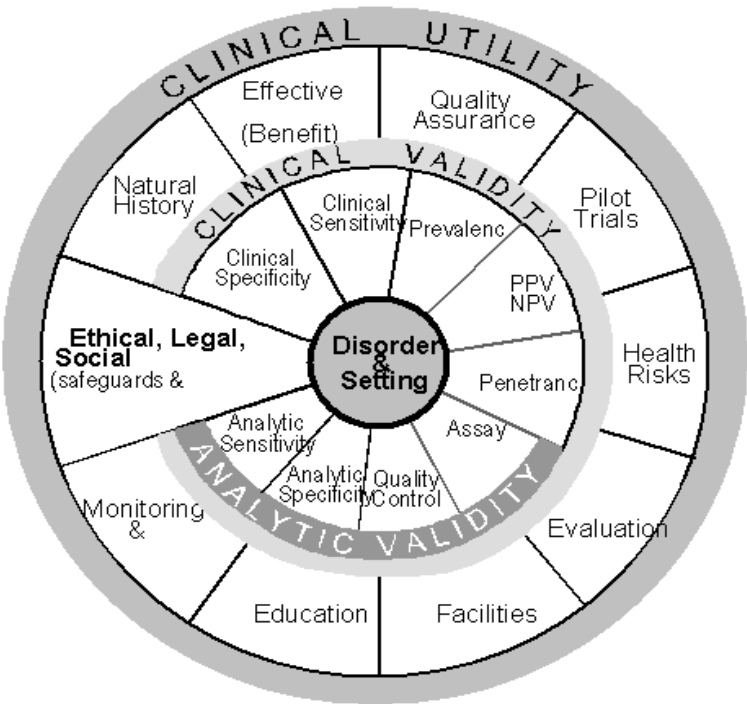 CLINICAL UTILITY
Effective
(Benefit)
Quality
Assurance
Pilot
Trials
Health
Risks
Evaluation
Facilities
Education
Monitoring
&
Ethical, Legal,
Social
(safeguards &
Natural
History
CLINICAL VALIDITY
Clinical
Specificity
Clinical
Sensitivity
Prevalenc
PPV
NPV
Penetranc
Assay
Quality
Control
Analytic
Specificity
Analytic
Sensitivity
ANALYTIC VALIDITY
Disorder
&
Setting